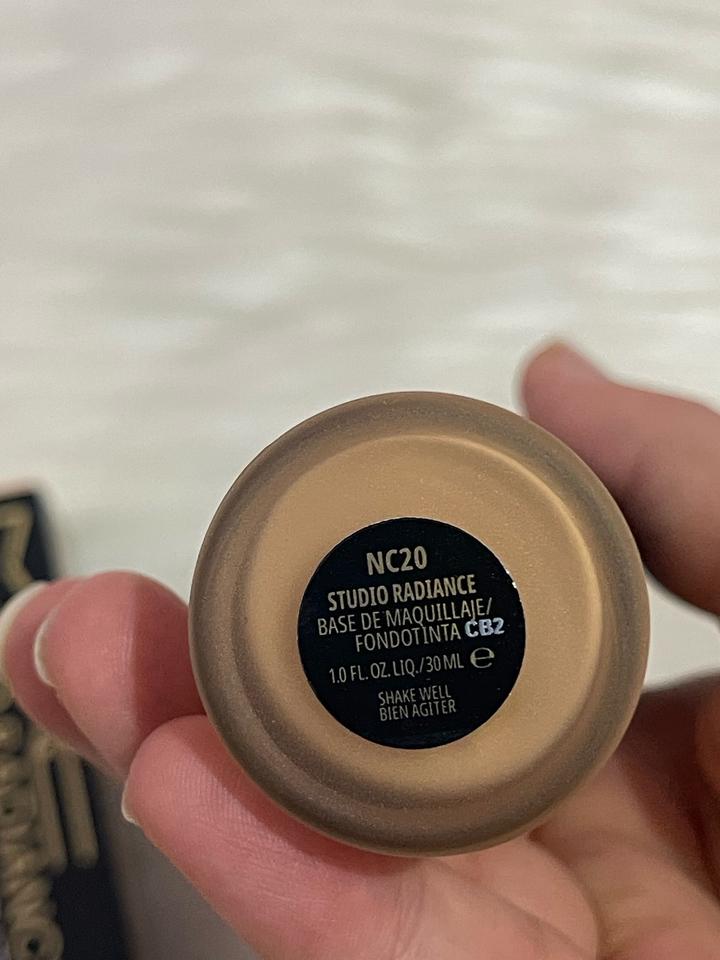 NC20
STUDIO RADIANCE
BASE DE MAQUILLAJE/
FONDOTINTA CB2
1.0 FL. OZ. LIQ./30 ML e
SHAKE WELL
BIEN AGITER